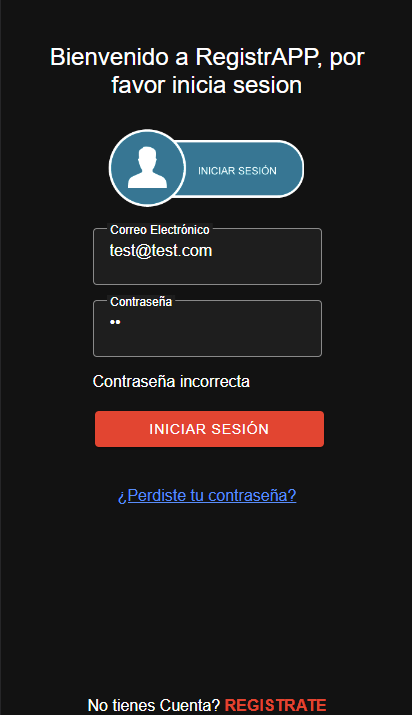 Bienvenido a RegistrAPP, por
favor inicia sesion
INICIAR SESIÓN
Correo Electrónico
test@test.com
Contraseña
••
Contraseña incorrecta
INICIAR SESIÓN
¿Perdiste tu contraseña?
No tienes Cuenta? REGISTRATE